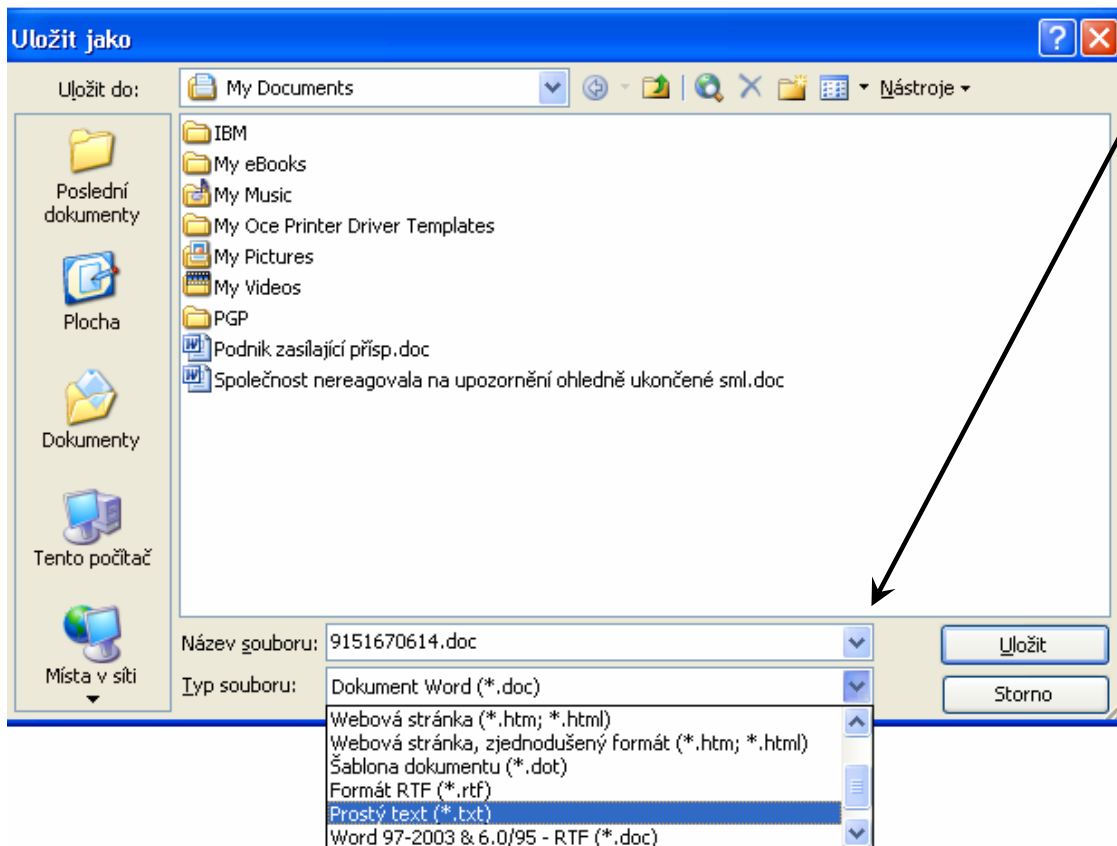 Uložit jako
Uložit do:
My Documents
Nástroje
Poslední
dokumenty
Plocha
Dokumenty
Tento počítač
Místa v síti
IBM
My eBooks
My Music
My Oce Printer Driver Templates
My Pictures
My Videos
PGP
Podnik zasílající přísp.doc
Společnost nereagovala na upozornění ohledně ukončené sml.doc
Název souboru:
9151670614.doc
Uložit
Typ souboru:
Dokument Word (*.doc)
Storno
Webová stránka (*.htm; *.html)
Webová stránka, zjednodušený formát (*.htm; *.html)
Šablona dokumentu (*.dot)
Formát RTF (*.rtf)
Prostý text (*.txt)
Word 97-2003 & 6.0/95 - RTF (*.doc)